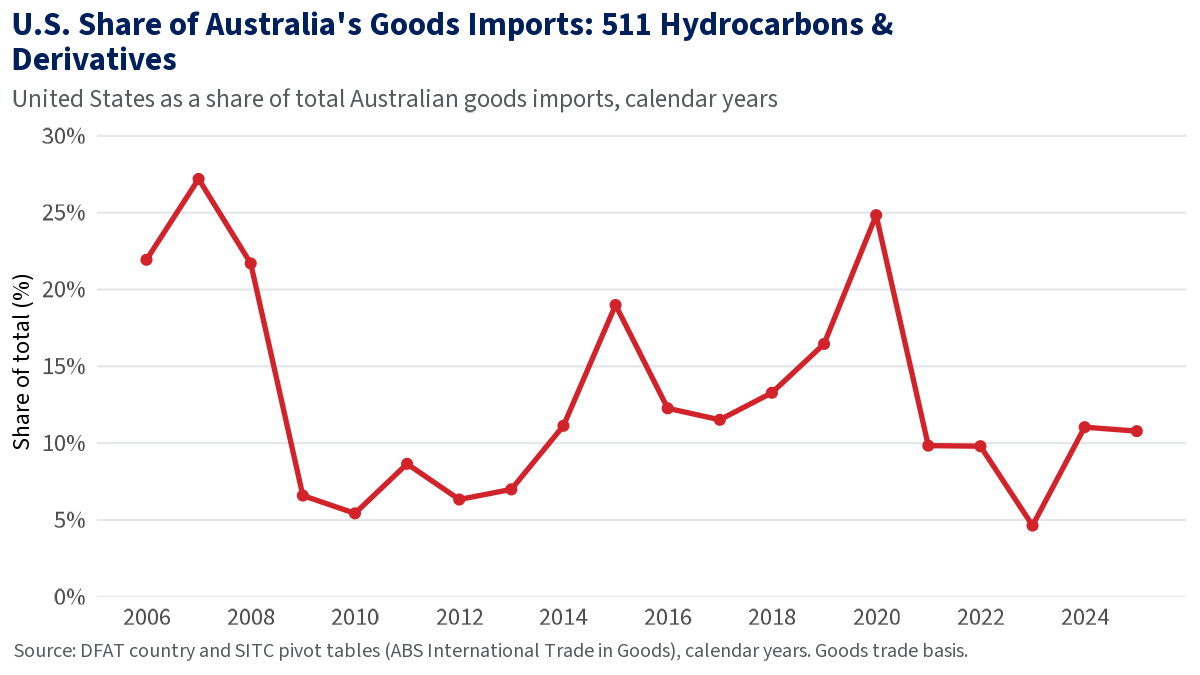 U.S. Share of Australia's Goods Imports: 511 Hydrocarbons &
Derivatives
United States as a share of total Australian goods imports, calendar years
Share of total (%)
30%
25%
20%
15%
10%
5%
0%
2006 2008 2010 2012 2014 2016 2018 2020 2022 2024
Source: DFAT country and SITC pivot tables (ABS International Trade in Goods), calendar years. Goods trade basis.